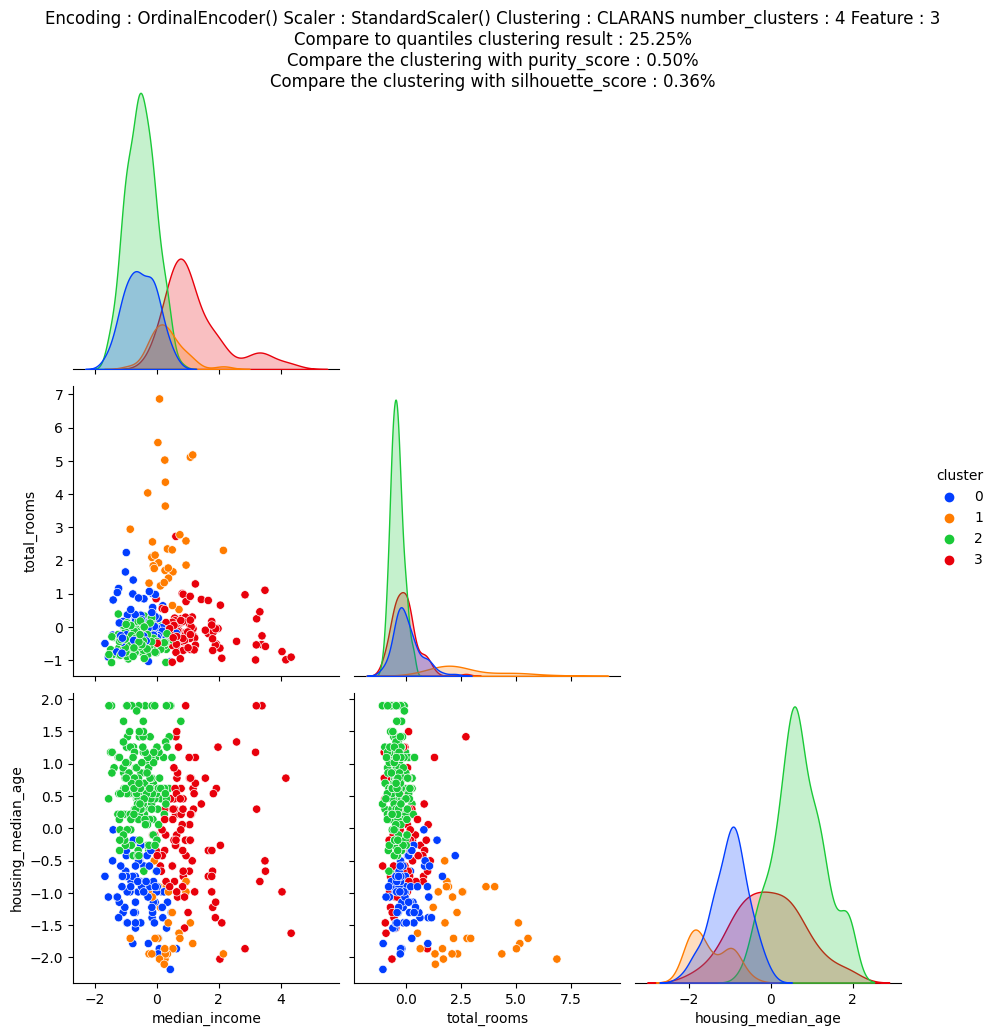 Encoding : OrdinalEncoder() Scaler : StandardScaler() Clustering : CLARANS number_clusters : 4 Feature : 3
Compare to quantiles clustering result : 25.25%
Compare the clustering with purity_score : 0.50%
Compare the clustering with silhouette_score : 0.36%
7
6
5
4
3
2
1
0
−1
total_rooms
cluster
0
1
2
3
2.0
1.5
1.0
0.5
0.0
−0.5
−1.0
−1.5
−2.0
housing_median_age
−2 0 2 4
median_income
0.0 2.5 5.0 7.5
total_rooms
−2 0 2
housing_median_age